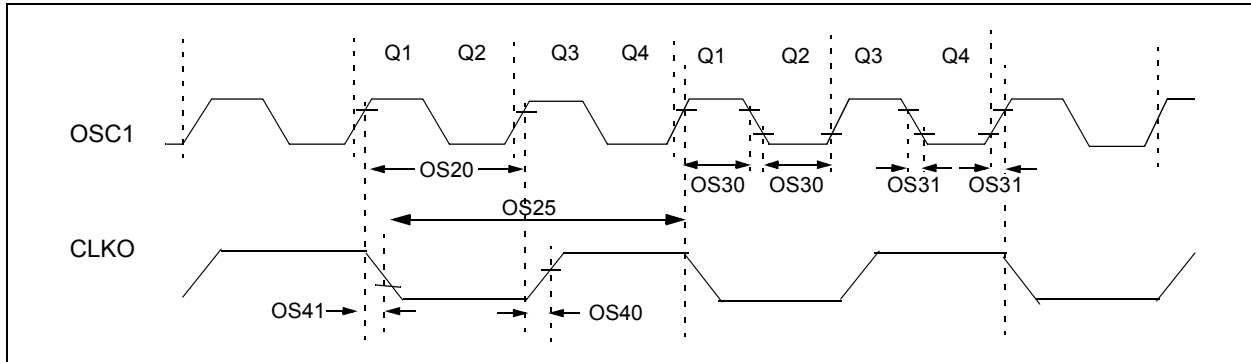 Q1 Q2 Q3 Q4 Q1 Q2 Q3 Q4
OSC1
OS20
OS30 OS30 OS31 OS31
OS25
CLKO
OS41
OS40